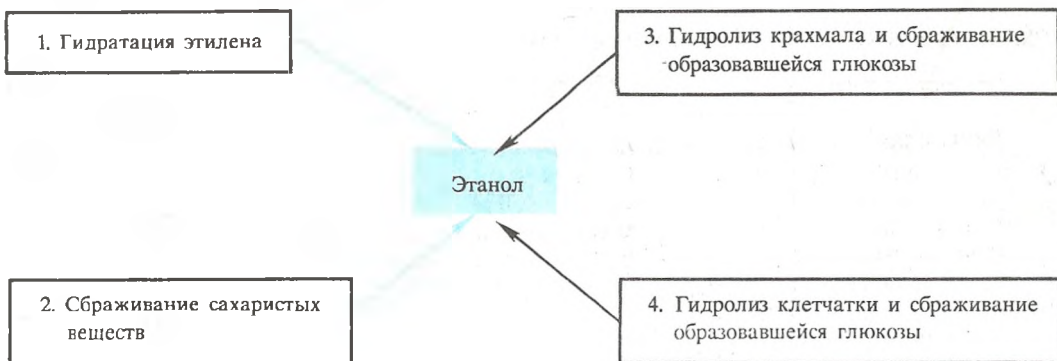 1. Гидратация этилена
3. Гидролиз крахмала и сбраживание
образовавшейся глюкозы
Этанол
2. Сбраживание сахаристых
веществ
4. Гидролиз клетчатки и сбраживание
образовавшейся глюкозы